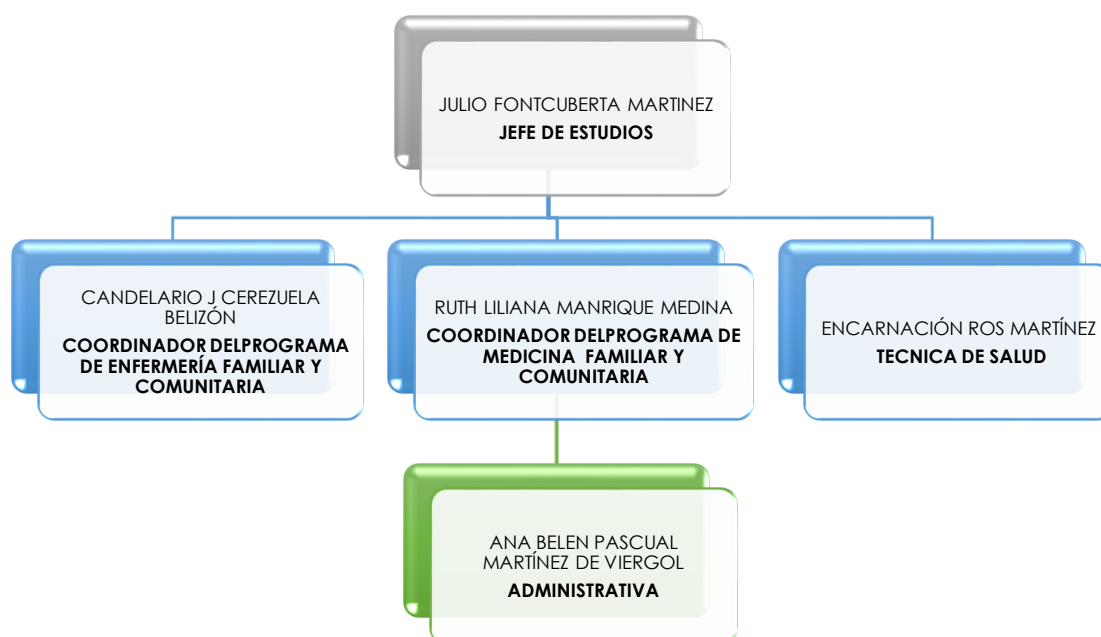 JULIO FONTCUBERTA MARTINEZ
JEFE DE ESTUDIOS
CANDELARIO J CEREZUELA
BELIZÓN
COORDINADOR DELPROGRAMA
DE ENFERMERÍA FAMILIAR Y
COMUNITARIA
RUTH LILIANA MANRIQUE MEDINA
COORDINADOR DELPROGRAMA DE
MEDICINA FAMILIAR Y
COMUNITARIA
ENCARNACIÓN ROS MARTÍNEZ
TECNICA DE SALUD
ANA BELEN PASCUAL
MARTÍNEZ DE VIERGOL
ADMINISTRATIVA